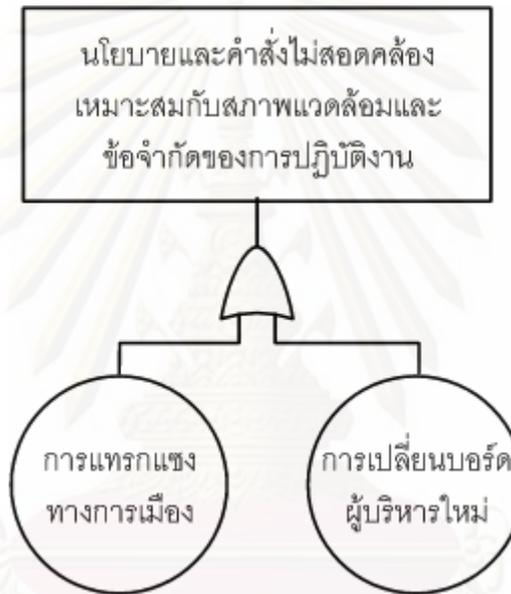 นโยบายและคำสั่งไม่สอดคล้อง
เหมาะสมกับสภาพแวดล้อมและ
ข้อจำกัดของการปฏิบัติงาน
การแทรกแซง
ทางการเมือง
การเปลี่ยนบอร์ด
ผู้บริหารใหม่